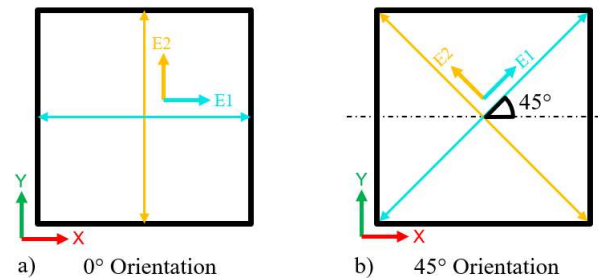 E2
E1
Y
X
a) 0° Orientation
E2
E1
45°
Y
X
b) 45° Orientation